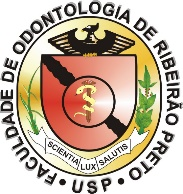 FACULDADE DE ODONTOLOGIA DE RIBEIRÃO PRETO
SCIENTIA LUX SALUTIS
• USP •